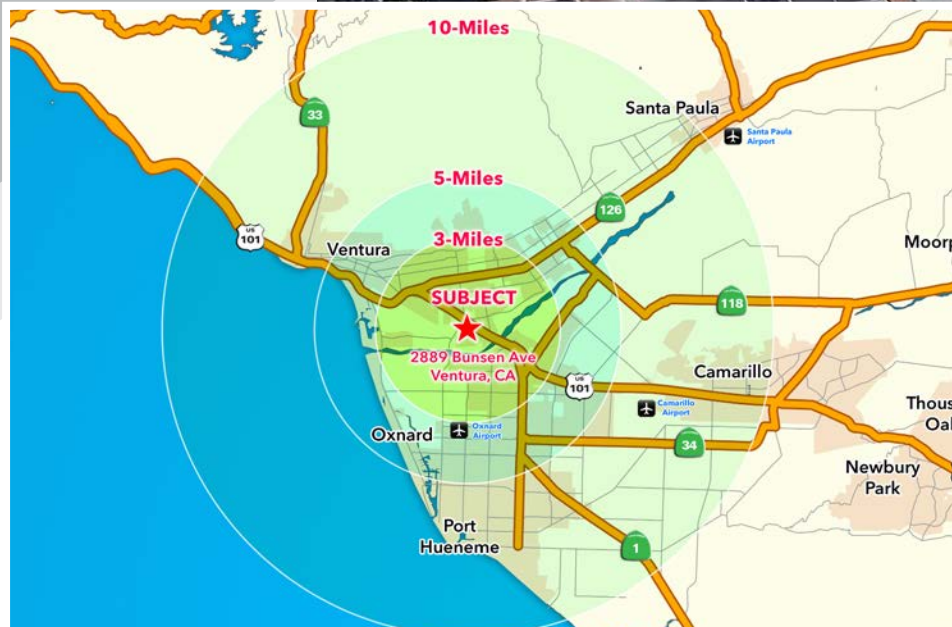 10-Miles
Santa Paula
33
Santa Paula
Airport
5-Miles
126
US
101
3-Miles
Ventura
Moorp
SUBJECT
118
2889 Bunsen Ave
Ventura, CA
Camarillo
US
101
Camarillo
Airport
Thous
Oal
Oxnard
Oxnard
Airport
34
Newbury
Park
Port
Hueneme
1